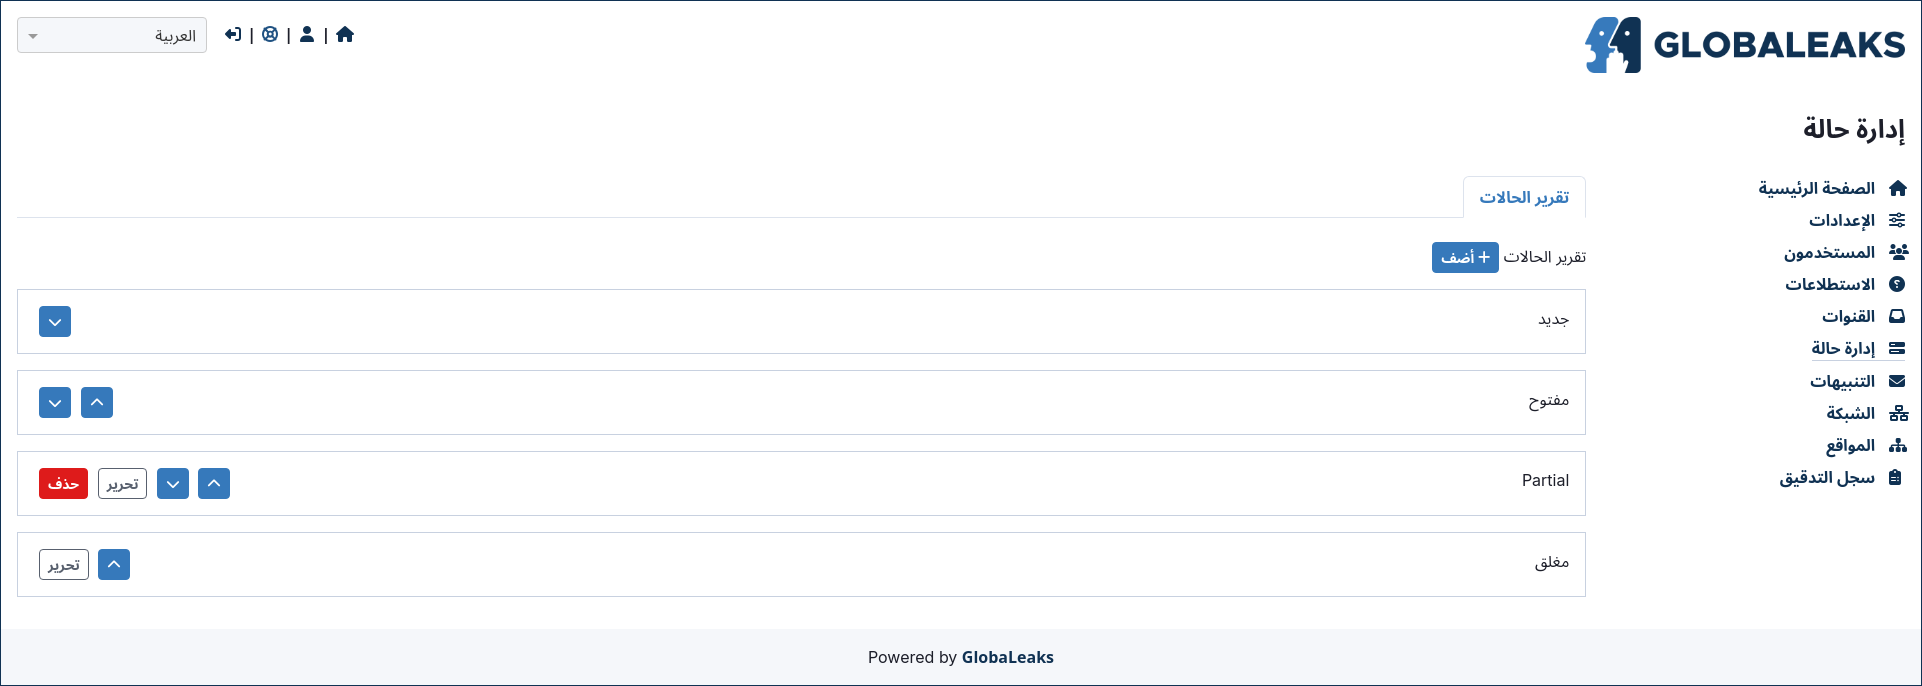 GLOBALEAKS
| | |
العربية
إدارة حالة
الصفحة الرئيسية
الإعدادات
المستخدمون
الاستطلاعات
القنوات
إدارة حالة
التنبيهات
الشبكة
المواقع
سجل التدقيق
تقرير الحالات
تقرير الحالات + أضف
جديد
مفتوح
Partial
تحرير حذف
مغلق
تحرير
Powered by GlobaLeaks